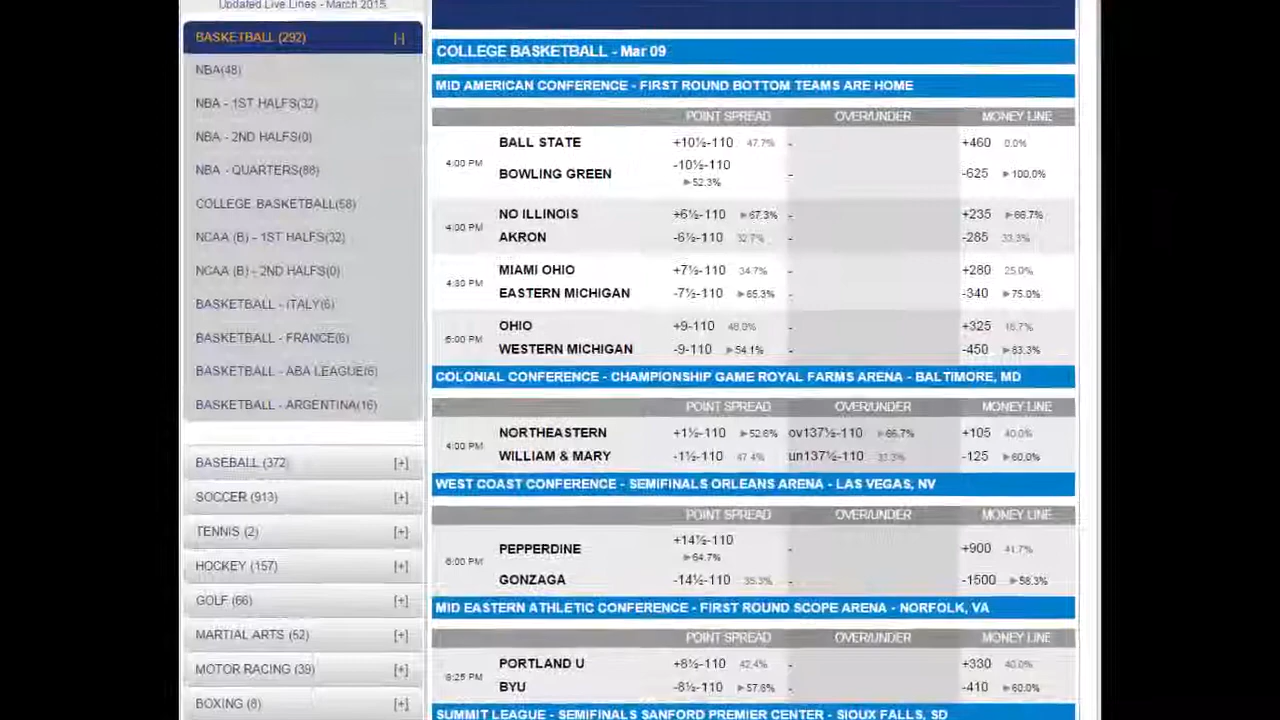 Updated Live Lines - March 2015
BASKETBALL (292) [-]
NBA(48)
NBA - 1ST HALFS(32)
NBA - 2ND HALFS(0)
NBA - QUARTERS(88)
COLLEGE BASKETBALL(58)
NCAA (B) - 1ST HALFS(32)
NCAA (B) - 2ND HALFS(0)
BASKETBALL - ITALY(6)
BASKETBALL - FRANCE(6)
BASKETBALL - ABA LEAGUE(6)
BASKETBALL - ARGENTINA(16)
BASEBALL (372) [+]
SOCCER (913) [+]
TENNIS (2) [+]
HOCKEY (157) [+]
GOLF (66) [+]
MARTIAL ARTS (52) [+]
MOTOR RACING (39) [+]
BOXING (8) [+]
COLLEGE BASKETBALL - Mar 09
MID AMERICAN CONFERENCE - FIRST ROUND BOTTOM TEAMS ARE HOME
POINT SPREAD OVER/UNDER MONEY LINE
4:00 PM
BALL STATE +10½-110 47.7% - +460 0.0%
BOWLING GREEN -10½-110 ►52.3% - -625 ►100.0%
4:00 PM
NO ILLINOIS +6½-110 ►67.3% - +235 ►66.7%
AKRON -6½-110 32.7% - -285 33.3%
4:30 PM
MIAMI OHIO +7½-110 34.7% - +280 25.0%
EASTERN MICHIGAN -7½-110 ►65.3% - -340 ►75.0%
OHIO +9-110 - +325 16.7%
WESTERN MICHIGAN -9-110 ►54.1% - -450 ►83.3%
COLONIAL CONFERENCE - CHAMPIONSHIP GAME ROYAL FARMS ARENA - BALTIMORE, MD
POINT SPREAD OVER/UNDER MONEY LINE
4:00 PM
NORTHEASTERN +1½-110 ►52.6% ov137½-110 ►66.7% +105 40.0%
WILLIAM & MARY -1½-110 47.4% un137½-110 33.3% -125 ►60.0%
WEST COAST CONFERENCE - SEMIFINALS ORLEANS ARENA - LAS VEGAS, NV
POINT SPREAD OVER/UNDER MONEY LINE
PEPPERDINE +14½-110 ►64.7% - +900 41.7%
GONZAGA -14½-110 35.3% - -1500 ►58.3%
MID EASTERN ATHLETIC CONFERENCE - FIRST ROUND SCOPE ARENA - NORFOLK, VA
POINT SPREAD OVER/UNDER MONEY LINE
PORTLAND U +8½-110 42.4% - +330 40.0%
BYU -8½-110 ►57.6% - -410 ►60.0%
SUMMIT LEAGUE - SEMIFINALS SANFORD PREMIER CENTER - SIOUX FALLS, SD